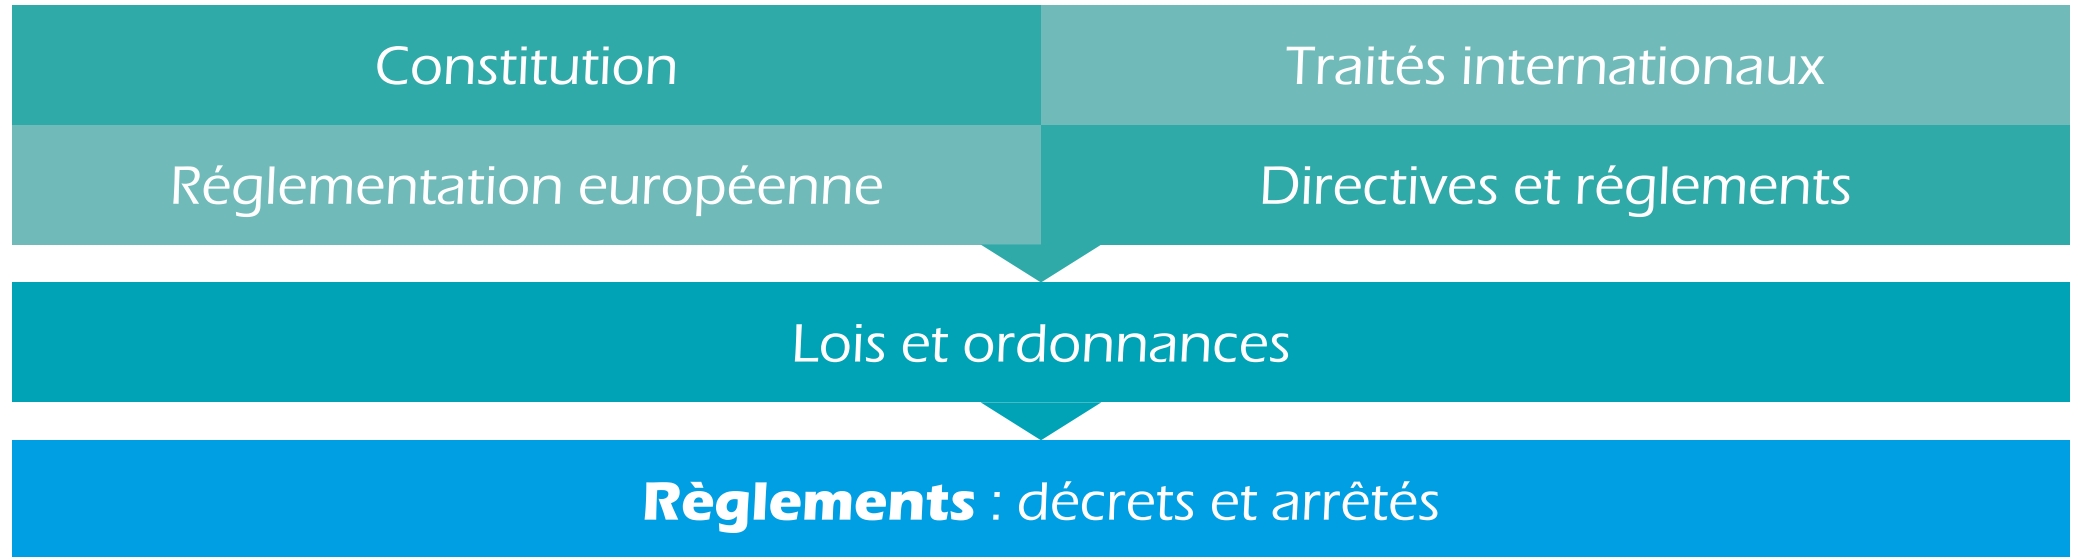 Constitution
Traités internationaux
Réglementation européenne
Directives et réglements
Lois et ordonnances
Règlements : décrets et arrêtés